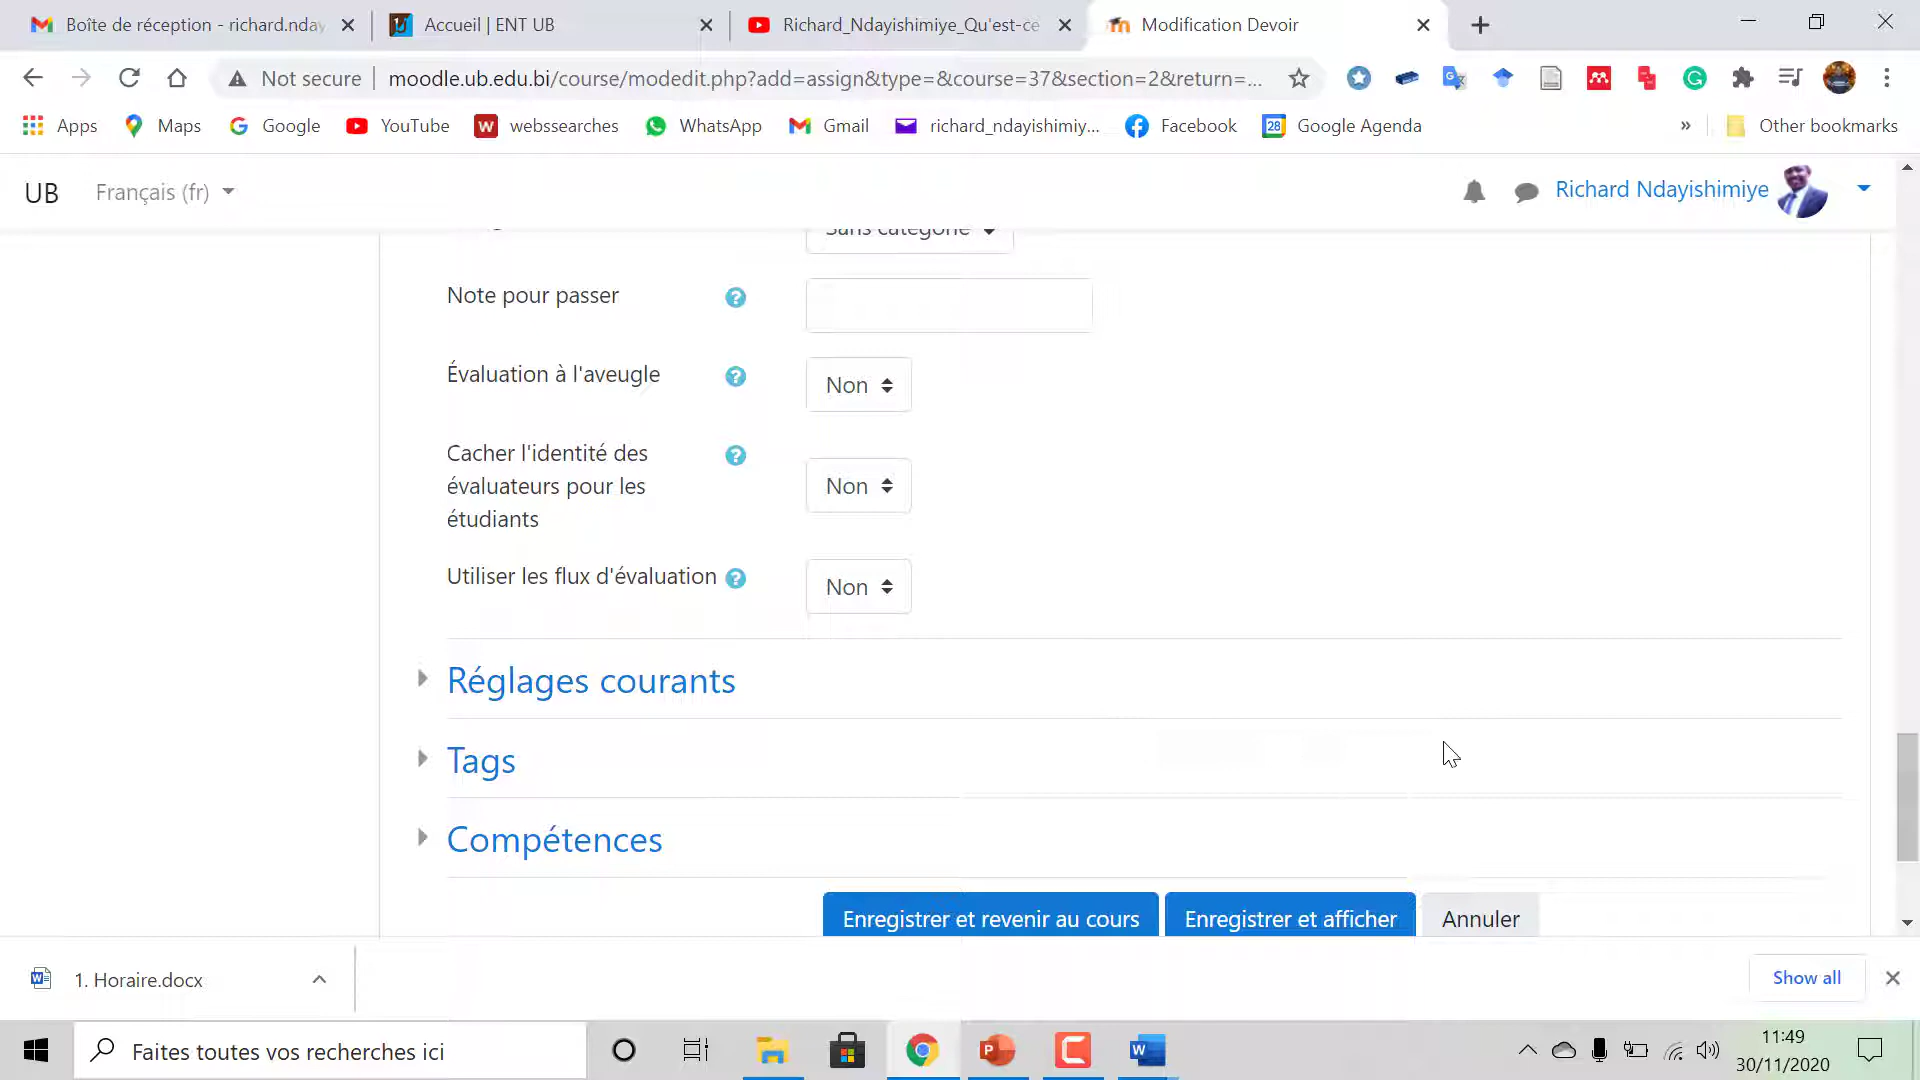 Boîte de réception - richard.nday
Accueil | ENT UB
Richard_Ndayishimiye_Qu'est-ce
Modification Devoir
Not secure
moodle.ub.edu.bi/course/modedit.php?add=assign&type=&course=37&section=2&return=...
Apps
Maps
Google
YouTube
webssearches
WhatsApp
Gmail
richard_ndayishimiy...
28
Google Agenda
»
Other bookmarks
UB
Français (fr)
Richard Ndayishimiye
Sans catégorie
Note pour passer
Évaluation à l'aveugle
Non
Cacher l'identité des
évaluateurs pour les
étudiants
Non
Utiliser les flux d'évaluation
Non
Réglages courants
Tags
Compétences
Enregistrer et revenir au cours
Enregistrer et afficher
Annuler
1. Horaire.docx
Show all
Faites toutes vos recherches ici
11:49
30/11/2020